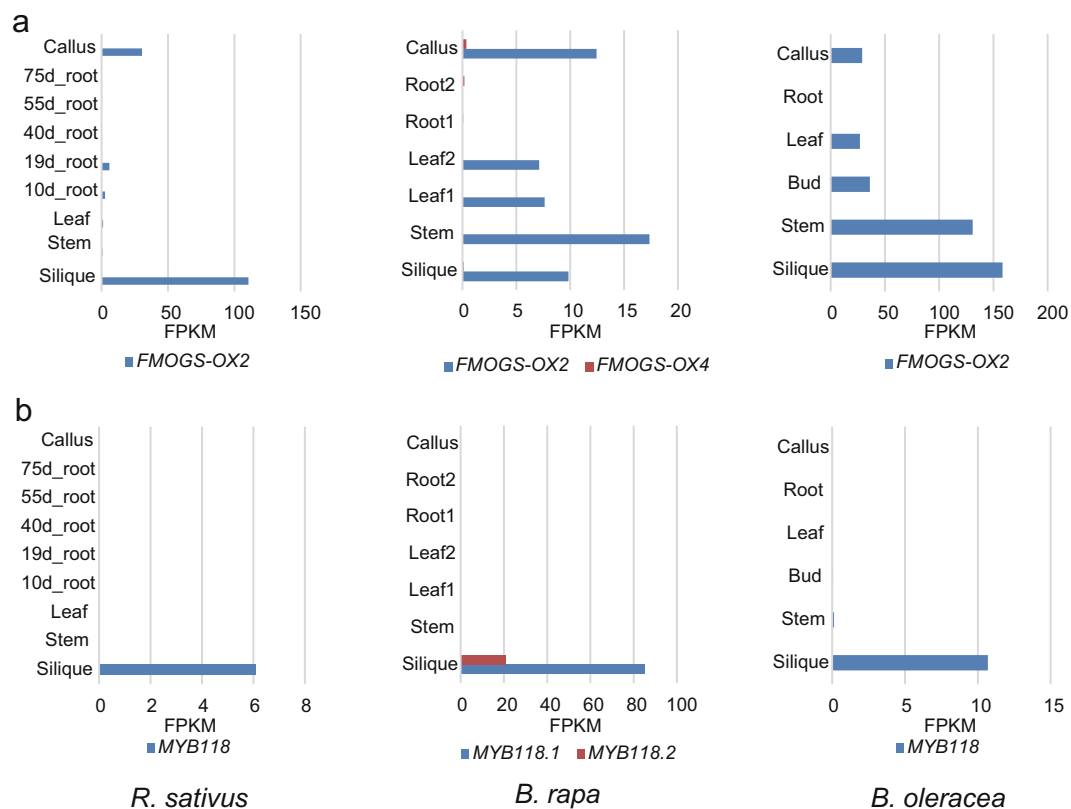 a
Callus
75d_root
55d_root
40d_root
19d_root
10d_root
Leaf
Stem
Silique
0 50 100 150
FPKM
FMOGS-OX2
Callus
Root2
Root1
Leaf2
Leaf1
Stem
Silique
0 5 10 15 20
FPKM
FMOGS-OX2 FMOGS-OX4
Callus
Root
Leaf
Bud
Stem
Silique
0 50 100 150 200
FPKM
FMOGS-OX2
b
Callus
75d_root
55d_root
40d_root
19d_root
10d_root
Leaf
Stem
Silique
0 2 4 6 8
FPKM
MYB118
Callus
Root2
Root1
Leaf2
Leaf1
Stem
Silique
0 20 40 60 80 100
FPKM
MYB118.1 MYB118.2
Callus
Root
Leaf
Bud
Stem
Silique
0 5 10 15
FPKM
MYB118
R. sativus
B. rapa
B. oleracea